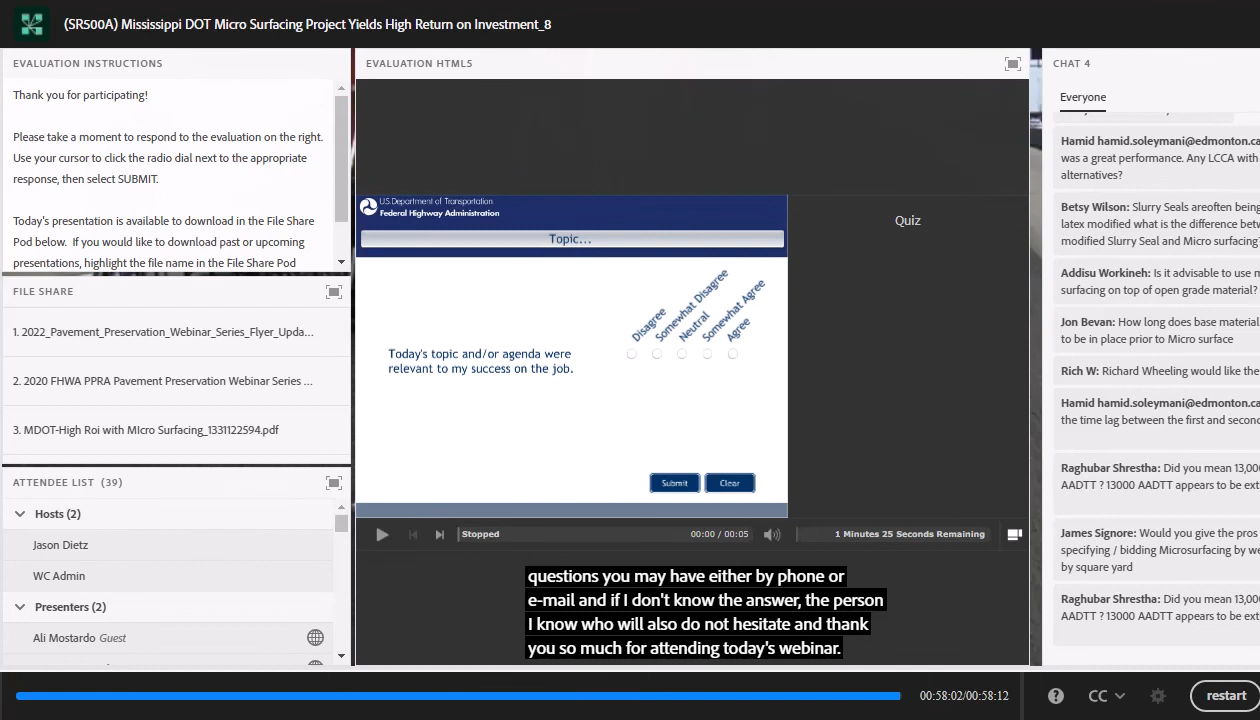 (SR500A) Mississippi DOT Micro Surfacing Project Yields High Return on Investment_8
EVALUATION INSTRUCTIONS
Thank you for participating!
Please take a moment to respond to the evaluation on the right.
Use your cursor to click the radio dial next to the appropriate
response, then select SUBMIT.
Today's presentation is available to download in the File Share
Pod below. If you would like to download past or upcoming
presentations, highlight the file name in the File Share Pod
FILE SHARE
1. 2022_Pavement_Preservation_Webinar_Series_Flyer_Upda...
2. 2020 FHWA PPRA Pavement Preservation Webinar Series ...
3. MDOT-High Roi with MIcro Surfacing_1331122594.pdf
ATTENDEE LIST (39)
Hosts (2)
Jason Dietz
WC Admin
Presenters (2)
Ali Mostardo Guest
EVALUATION HTML5
U.S.Department of Transportation
Federal Highway Administration
Topic...
Disagree
Somewhat Disagree
Neutral
Somewhat Agree
Agree
Today's topic and/or agenda were
relevant to my success on the job.
Submit
Clear
Quiz
Stopped
00:00 / 00:05
1 Minutes 25 Seconds Remaining
questions you may have either by phone or
e-mail and if I don't know the answer, the person
I know who will also do not hesitate and thank
you so much for attending today's webinar.
CHAT 4
Everyone
Hamid hamid.soleymani@edmonton.ca
was a great performance. Any LCCA with
alternatives?
Betsy Wilson: Slurry Seals areoften being
latex modified what is the difference betw
modified Slurry Seal and Micro surfacing?
Addisu Workineh: Is it advisable to use m
surfacing on top of open grade material?
Jon Bevan: How long does base material
to be in place prior to Micro surface
Rich W: Richard Wheeling would like the
Hamid hamid.soleymani@edmonton.ca
the time lag between the first and second
Raghubar Shrestha: Did you mean 13,00
AADTT ? 13000 AADTT appears to be ext
James Signore: Would you give the pros
specifying / bidding Microsurfacing by we
by square yard
Raghubar Shrestha: Did you mean 13,00
AADTT ? 13000 AADTT appears to be ext
00:58:02/00:58:12
CC
restart